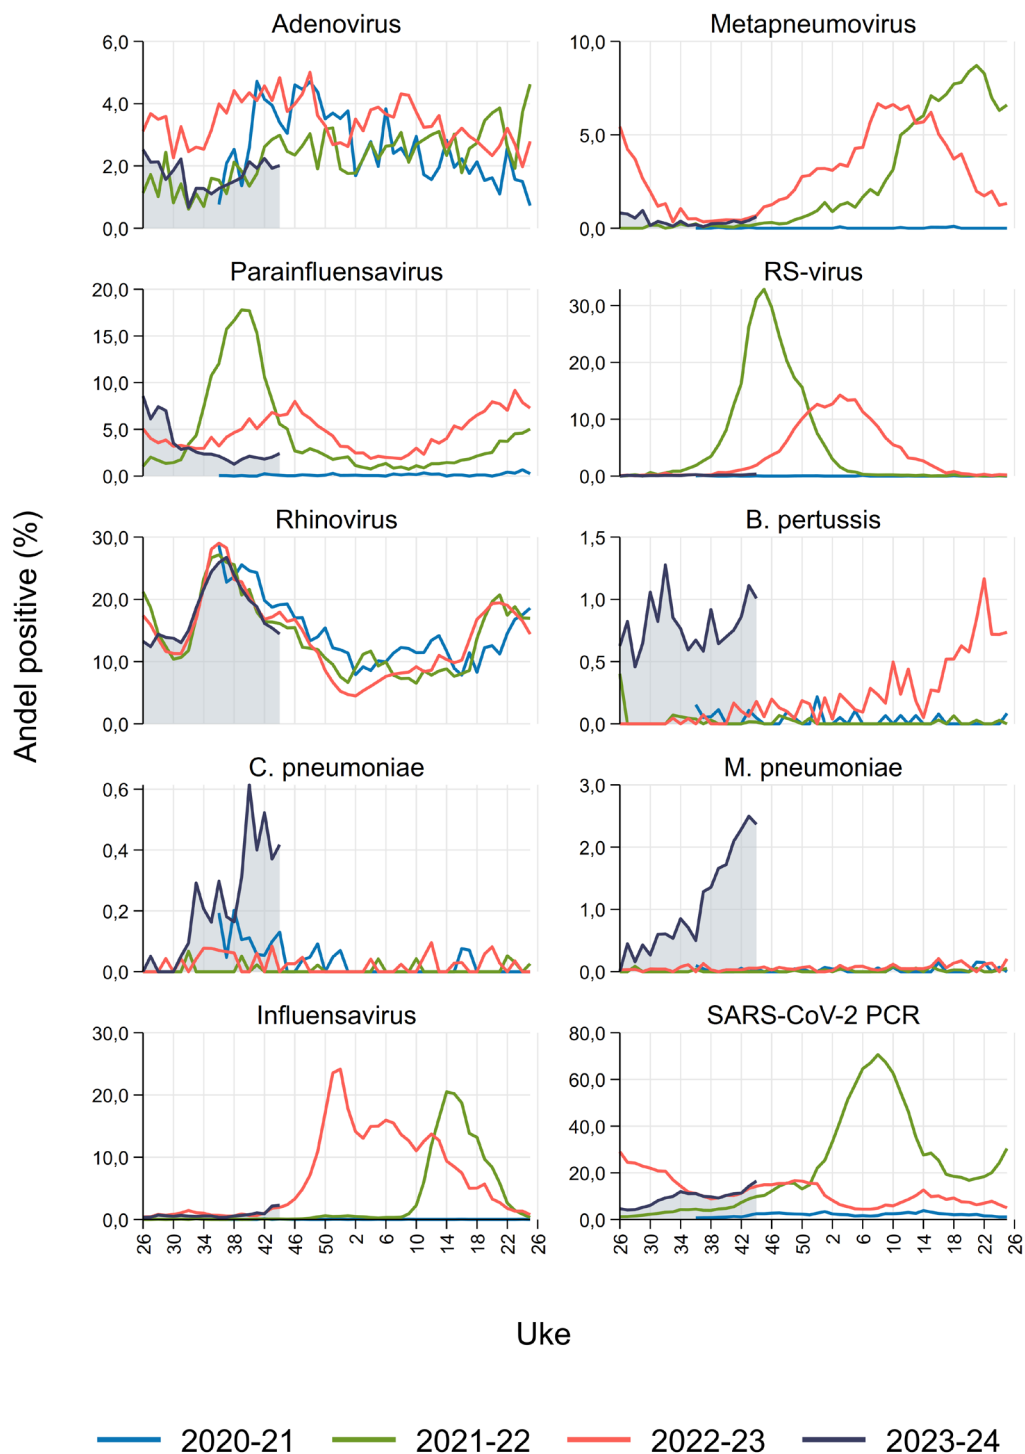 Adenovirus
Metapneumovirus
6,0
4,0
2,0
0,0
10,0
5,0
0,0
Parainfluensavirus
RS-virus
20,0
15,0
10,0
5,0
0,0
30,0
20,0
10,0
0,0
Rhinovirus
B. pertussis
30,0
20,0
10,0
0,0
1,5
1,0
0,5
0,0
C. pneumoniae
M. pneumoniae
0,6
0,4
0,2
0,0
3,0
2,0
1,0
0,0
Influensavirus
SARS-CoV-2 PCR
30,0
20,0
10,0
0,0
80,0
60,0
40,0
20,0
0,0
26 30 34 38 42 46 50 2 6 10 14 18 22 26
26 30 34 38 42 46 50 2 6 10 14 18 22 26
Andel positive (%)
Uke
2020-21 2021-22 2022-23 2023-24